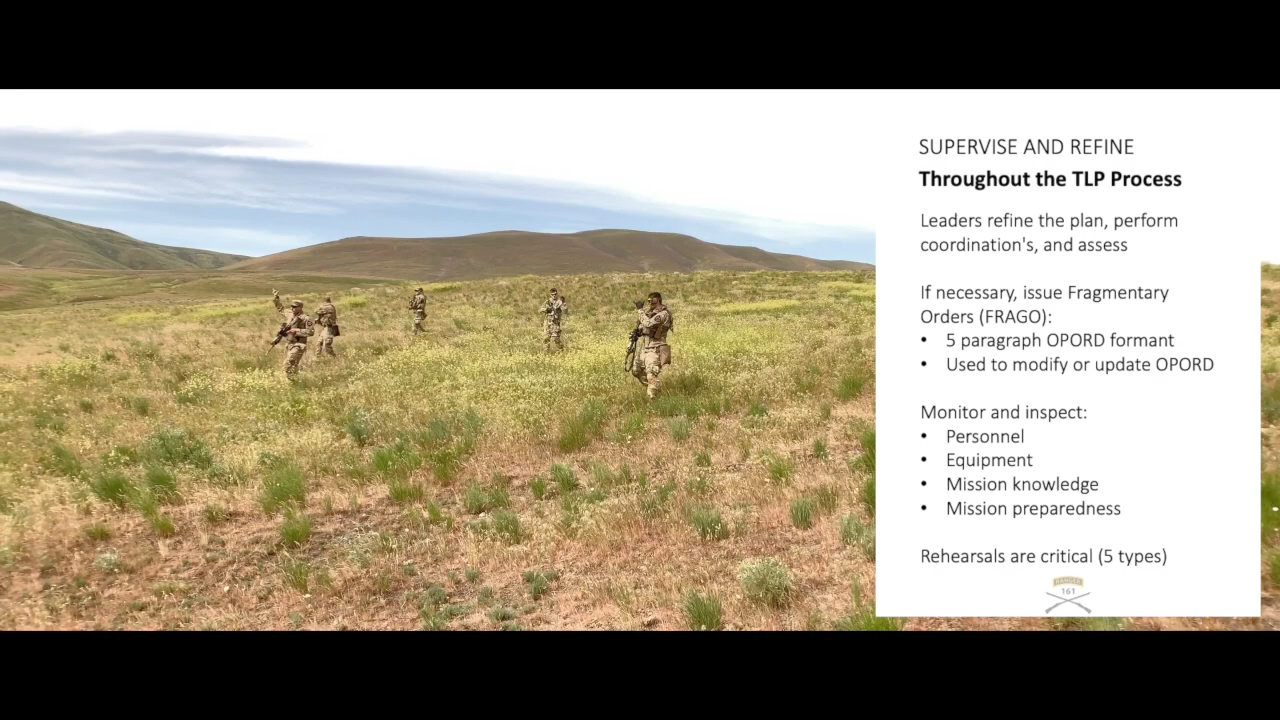 SUPERVISE AND REFINE
Throughout the TLP Process
Leaders refine the plan, perform
coordination's, and assess
If necessary, issue Fragmentary
Orders (FRAGO):
• 5 paragraph OPORD formant
• Used to modify or update OPORD
Monitor and inspect:
• Personnel
• Equipment
• Mission knowledge
• Mission preparedness
Rehearsals are critical (5 types)
RANGER
161